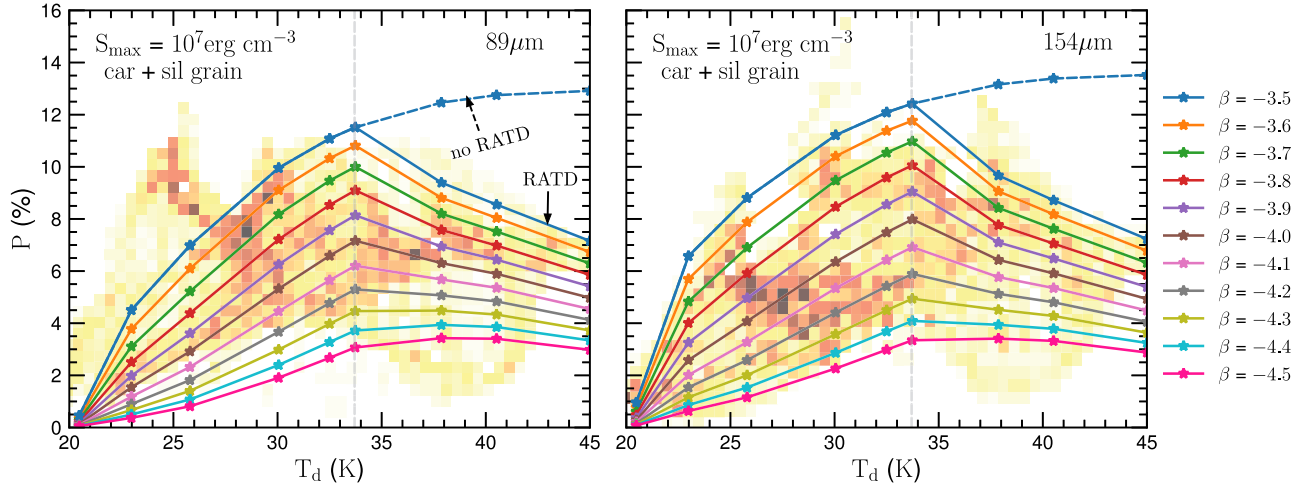 S_max = 10^7 erg cm^-3
car + sil grain
89μm
no RATD
RATD
P (%)
16
14
12
10
8
6
4
2
0
20 25 30 35 40 45
T_d (K)
S_max = 10^7 erg cm^-3
car + sil grain
154μm
20 25 30 35 40 45
T_d (K)
β = −3.5
β = −3.6
β = −3.7
β = −3.8
β = −3.9
β = −4.0
β = −4.1
β = −4.2
β = −4.3
β = −4.4
β = −4.5